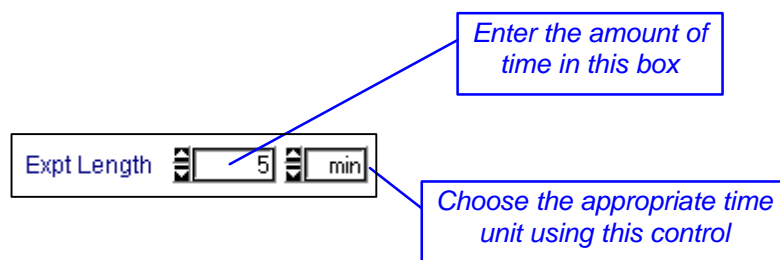 Enter the amount of
time in this box
Expt Length 5 min
Choose the appropriate time
unit using this control